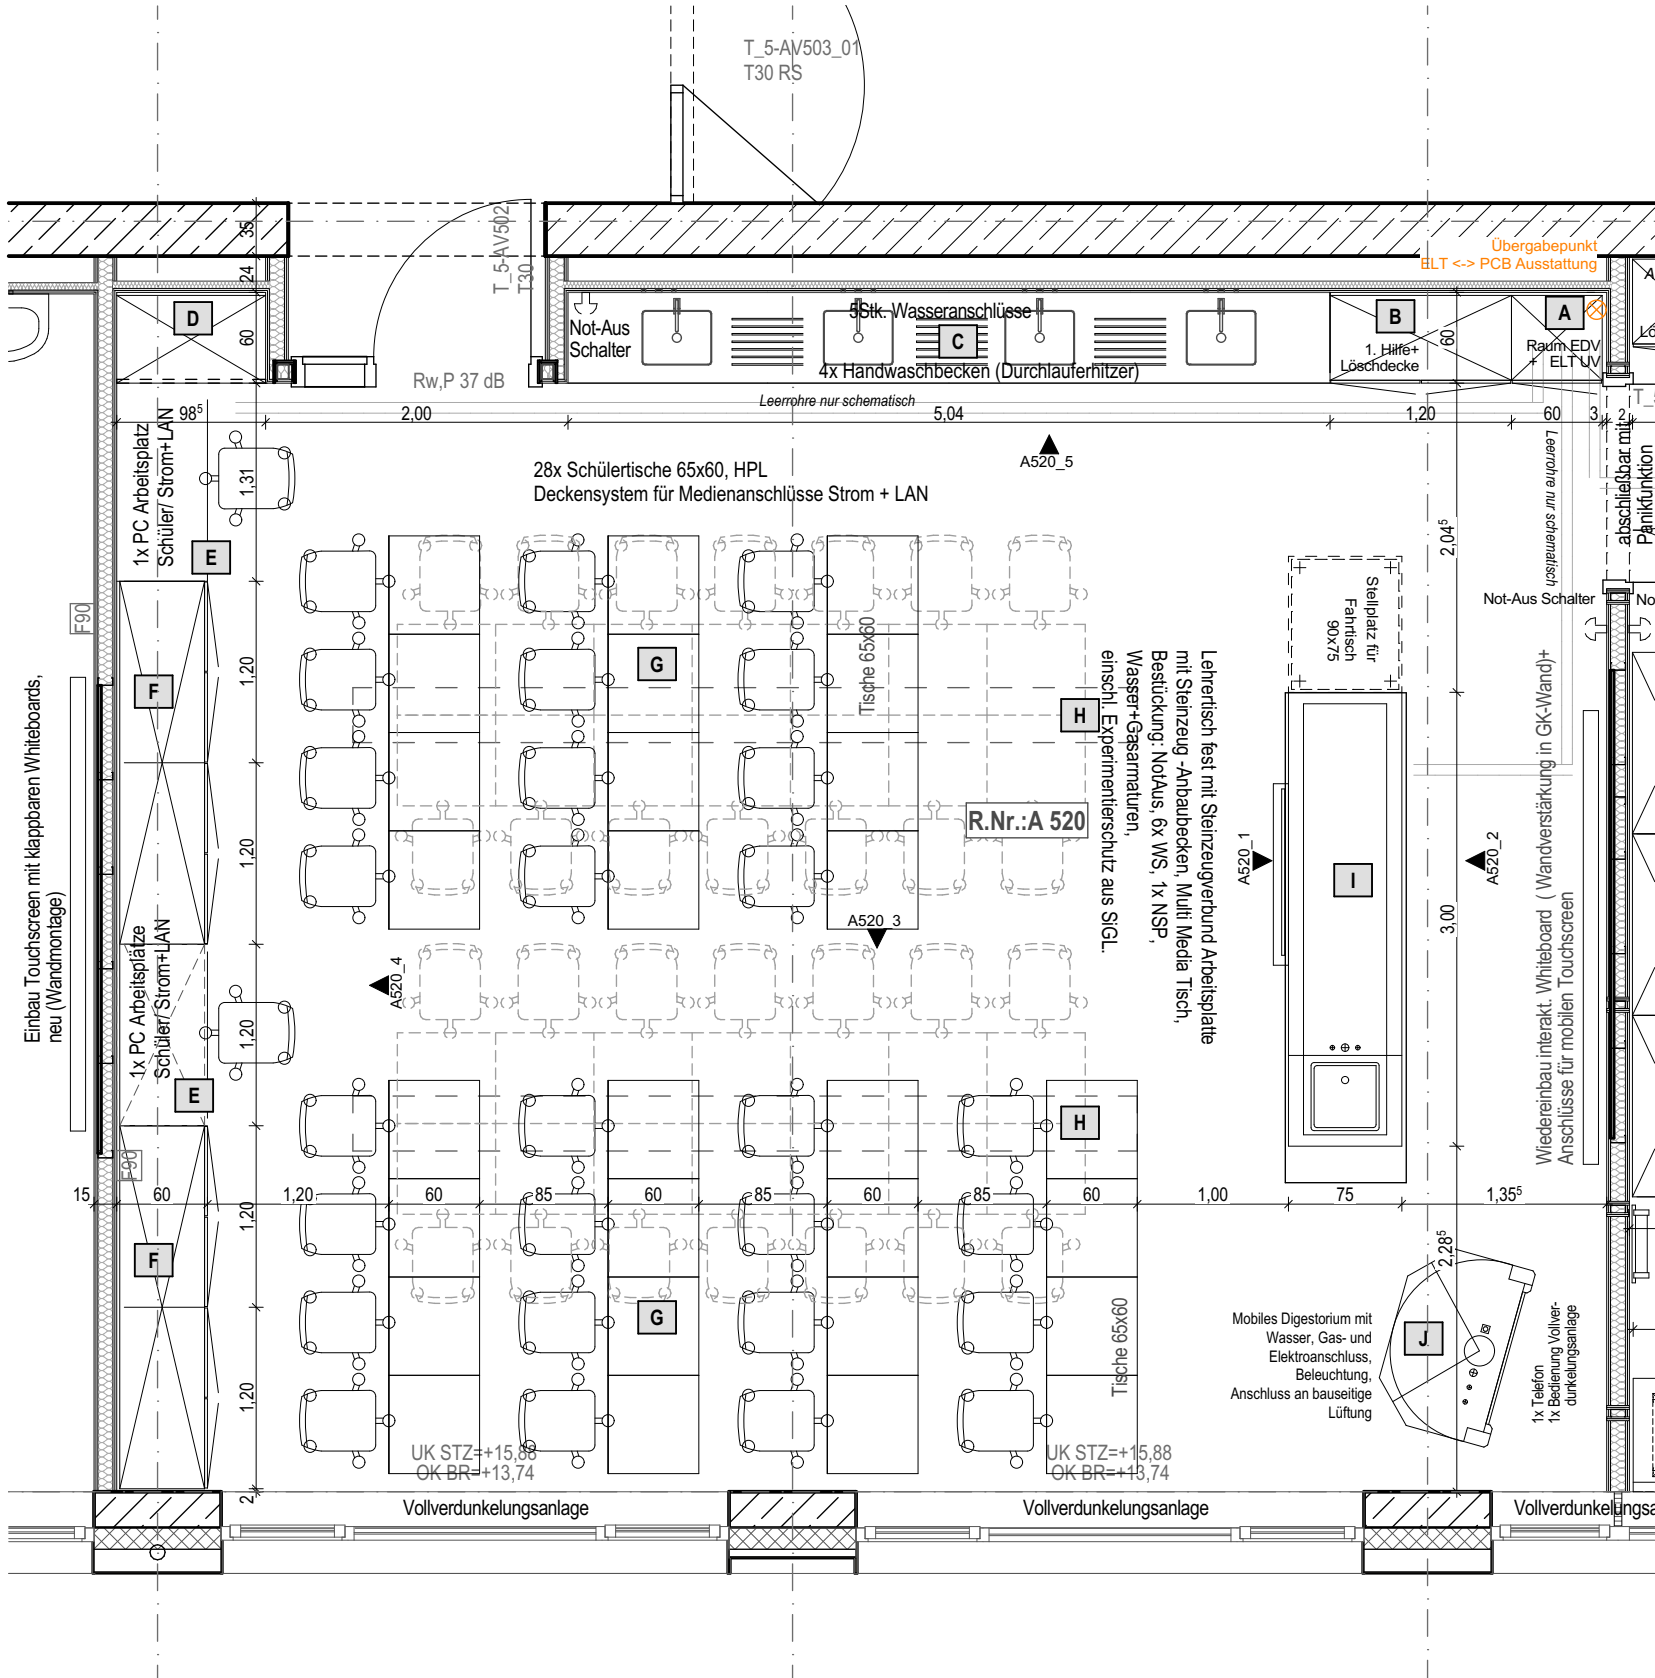 T_5-AV503_01
T30 RS
T_5-AV502
T30
35
24
60
Übergabepunkt
ELT <-> PCB Ausstattung
D
Not-Aus
Schalter
5Stk. Wasseranschlüsse
C
4x Handwaschbecken (Durchlauferhitzer)
B
1. Hilfe+
Löschdecke
60
A
Raum EDV
+ ELT UV
Rw,P 37 dB
Leerrohre nur schematisch
98⁵
2,00
5,04
1,20
60
3
2
1x PC Arbeitsplatz
Schüler/ Strom+LAN
1,31
28x Schülertische 65x60, HPL
Deckensystem für Medienanschlüsse Strom + LAN
A520_5
Leerrohre nur schematisch
abschließbar mit
Panikfunktion
2,04⁵
E
F90
Stellplatz für
Fahrtisch
90x75
Not-Aus Schalter
No
F
1,20
G
Tische 65x60
H
Lehrertisch fest mit Steinzeugverbund Arbeitsplatte
mit Steinzeug -Anbaubecken, Multi Media Tisch,
Bestückung: NotAus, 6x WS, 1x NSP,
Wasser+Gasarmaturen,
einschl. Experimentierschutz aus SiGL.
Einbau Touchscreen mit klappbaren Whiteboards,
neu (Wandmontage)
R.Nr.:A 520
1,20
A520_1
I
A520_2
3,00
Wiedereinbau interakt. Whiteboard ( Wandverstärkung in GK-Wand)+
Anschlüsse für mobilen Touchscreen
A520_3
A520_4
1x PC Arbeitsplätze
Schüler/ Strom+LAN
1,20
E
H
F90
15
60
1,20
60
85
60
85
60
85
60
1,00
75
1,35⁵
1,20
F
2,28⁵
G
Tische 65x60
Mobiles Digestorium mit
Wasser, Gas- und
Elektroanschluss,
Beleuchtung,
Anschluss an bauseitige
Lüftung
J
1x Telefon
1x Bedienung Vollver-
dunkelungsanlage
1,20
UK STZ=+15,88
OK BR=+13,74
UK STZ=+15,88
OK BR=+13,74
2
Vollverdunkelungsanlage
Vollverdunkelungsanlage
Vollverdunkelungsa